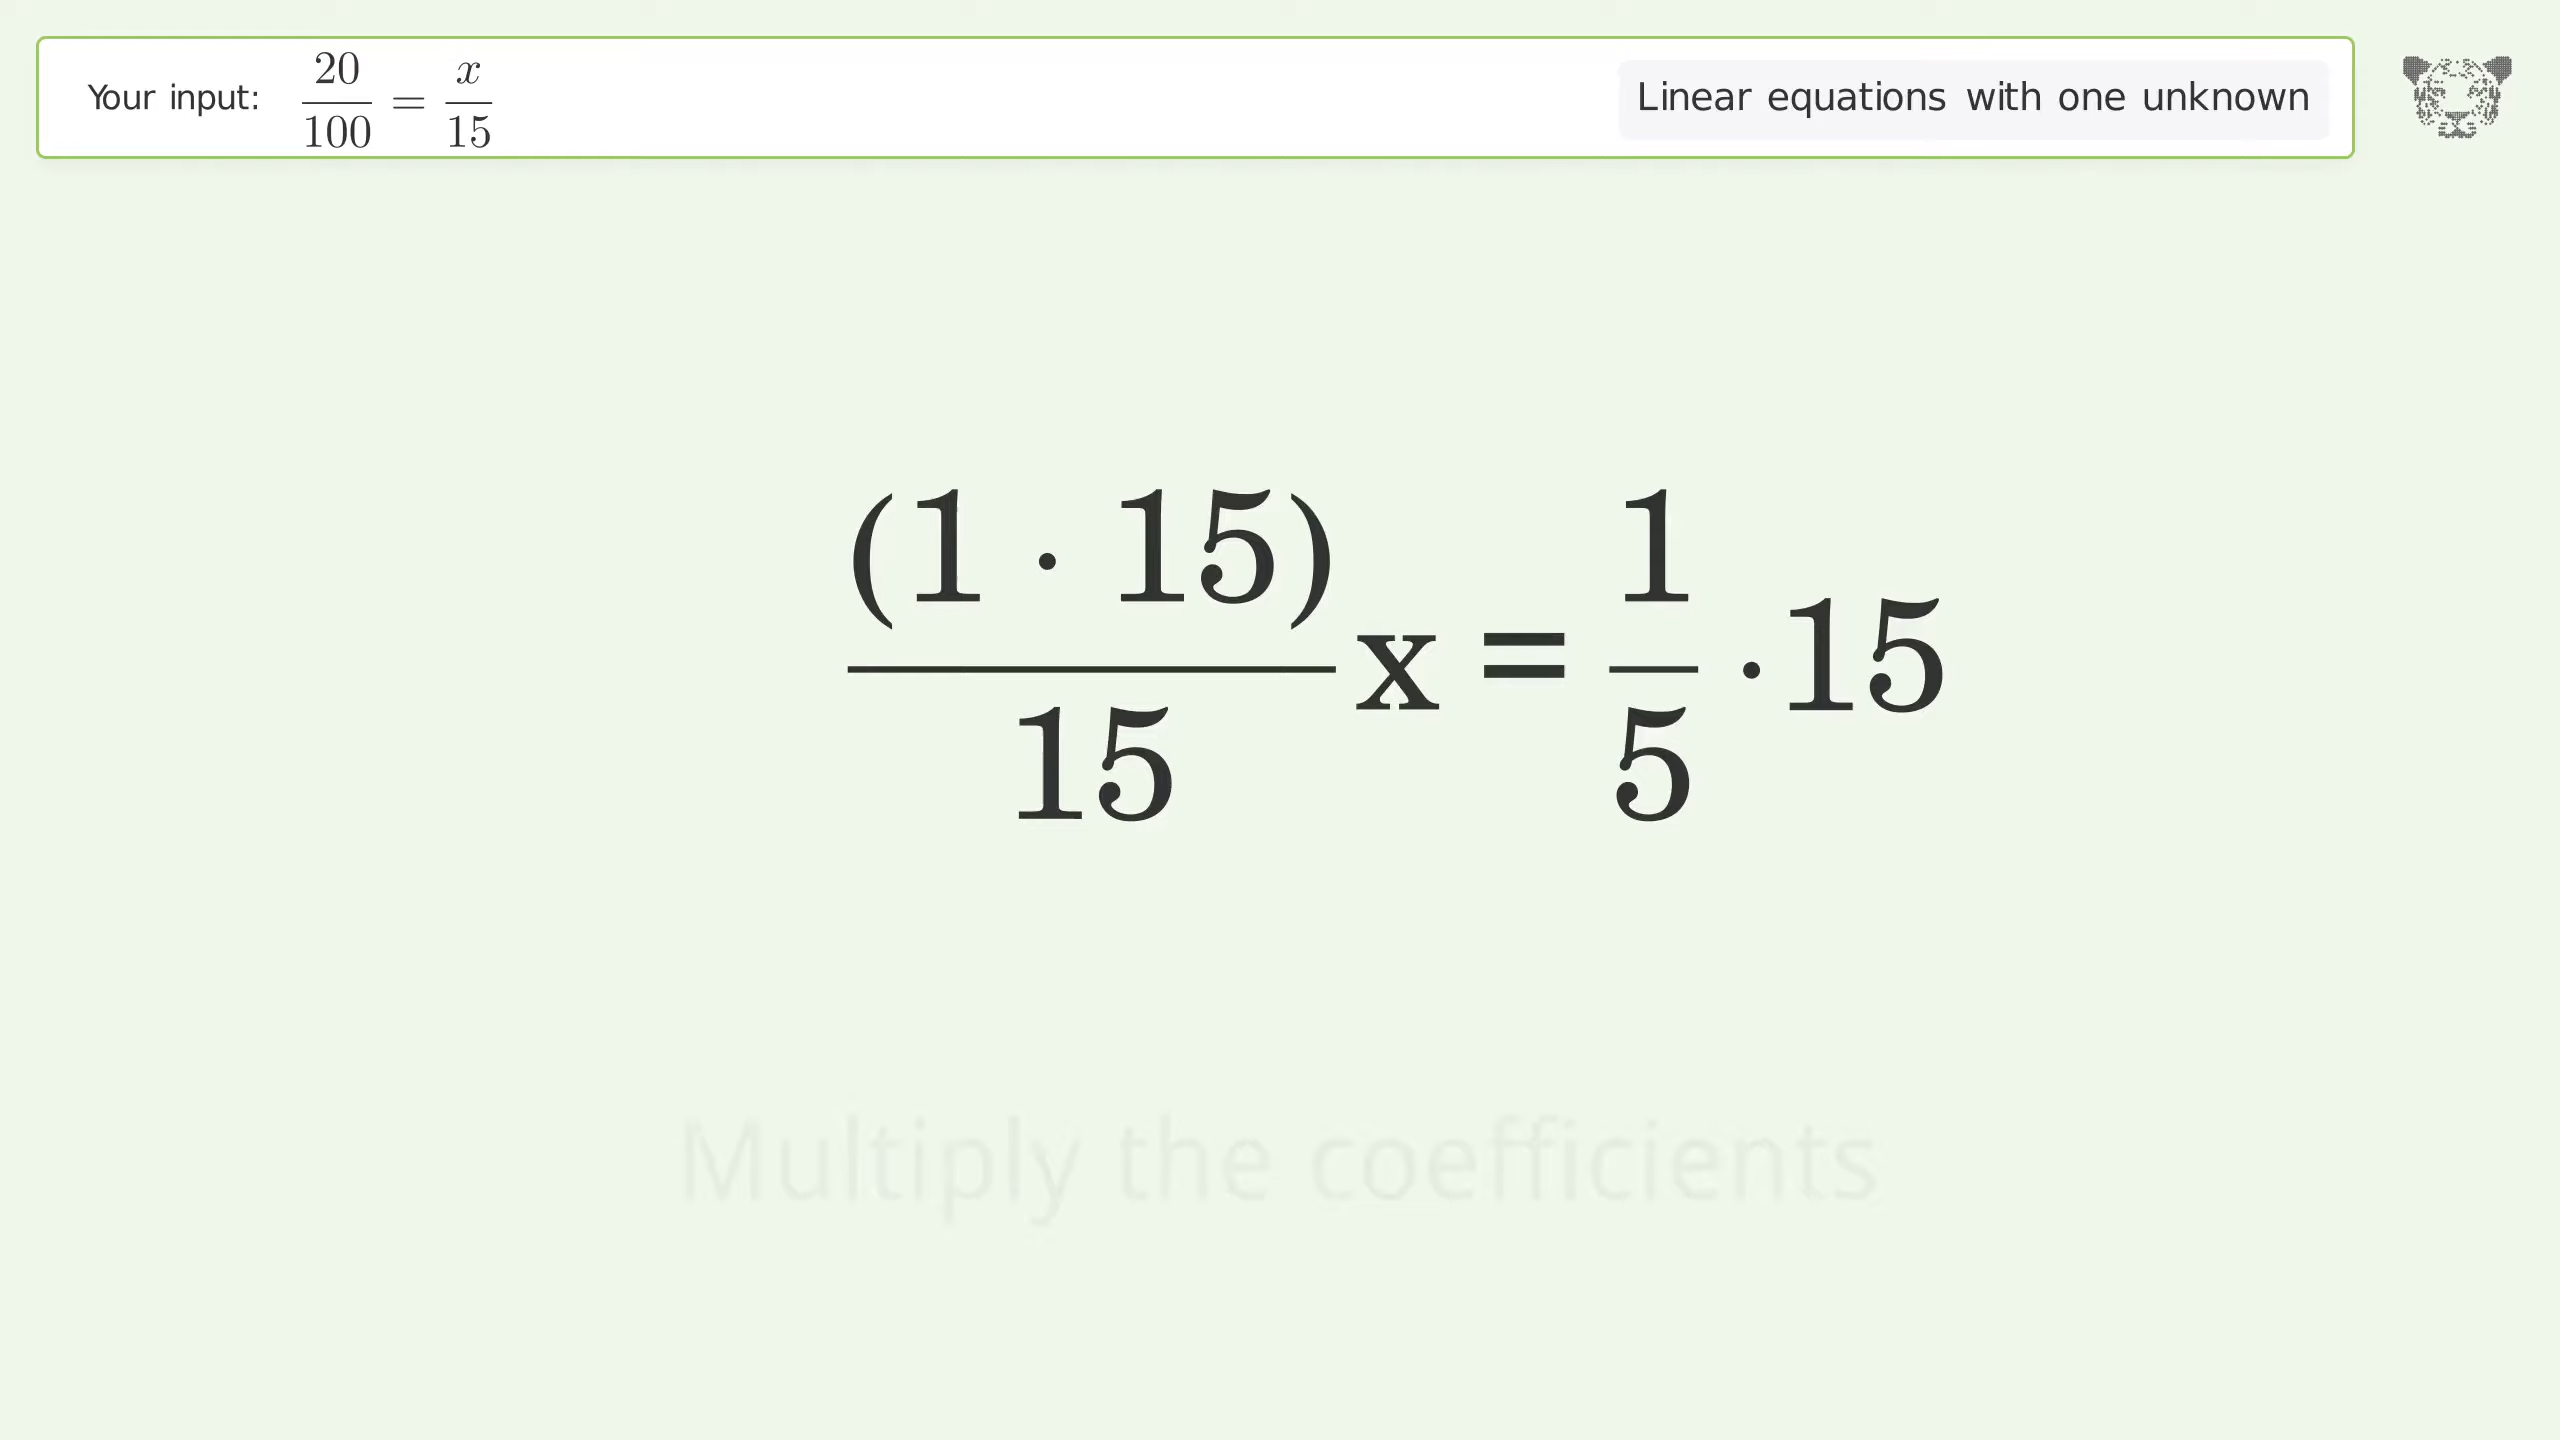 Your input: 20/100 = x/15
Linear equations with one unknown
(1 · 15)/15 x = 1/5 · 15
Multiply the coefficients